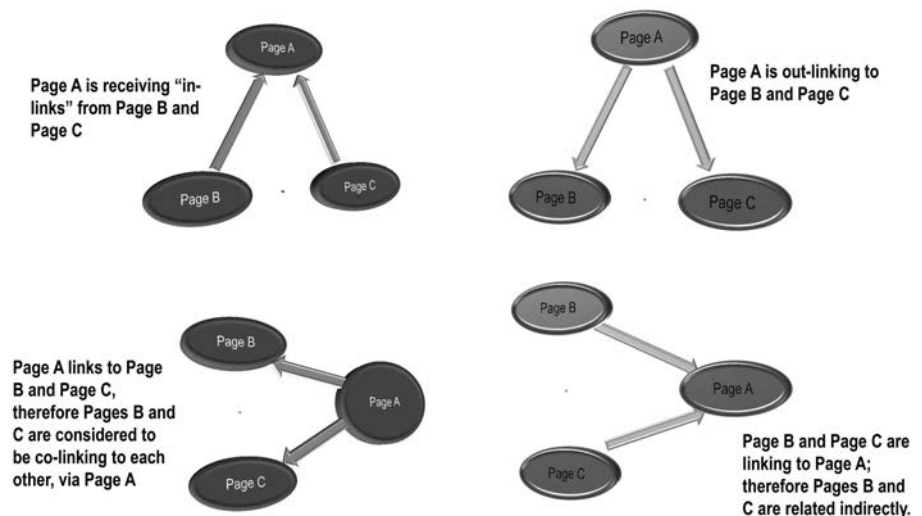 Page A
Page A is receiving “in-
links” from Page B and
Page C
Page B
Page C
Page A
Page A is out-linking to
Page B and Page C
Page B
Page C
Page B
Page A links to Page
B and Page C,
therefore Pages B and
C are considered to
be co-linking to each
other, via Page A
Page A
Page C
Page B
Page A
Page C
Page B and Page C are
linking to Page A;
therefore Pages B and
C are related indirectly.